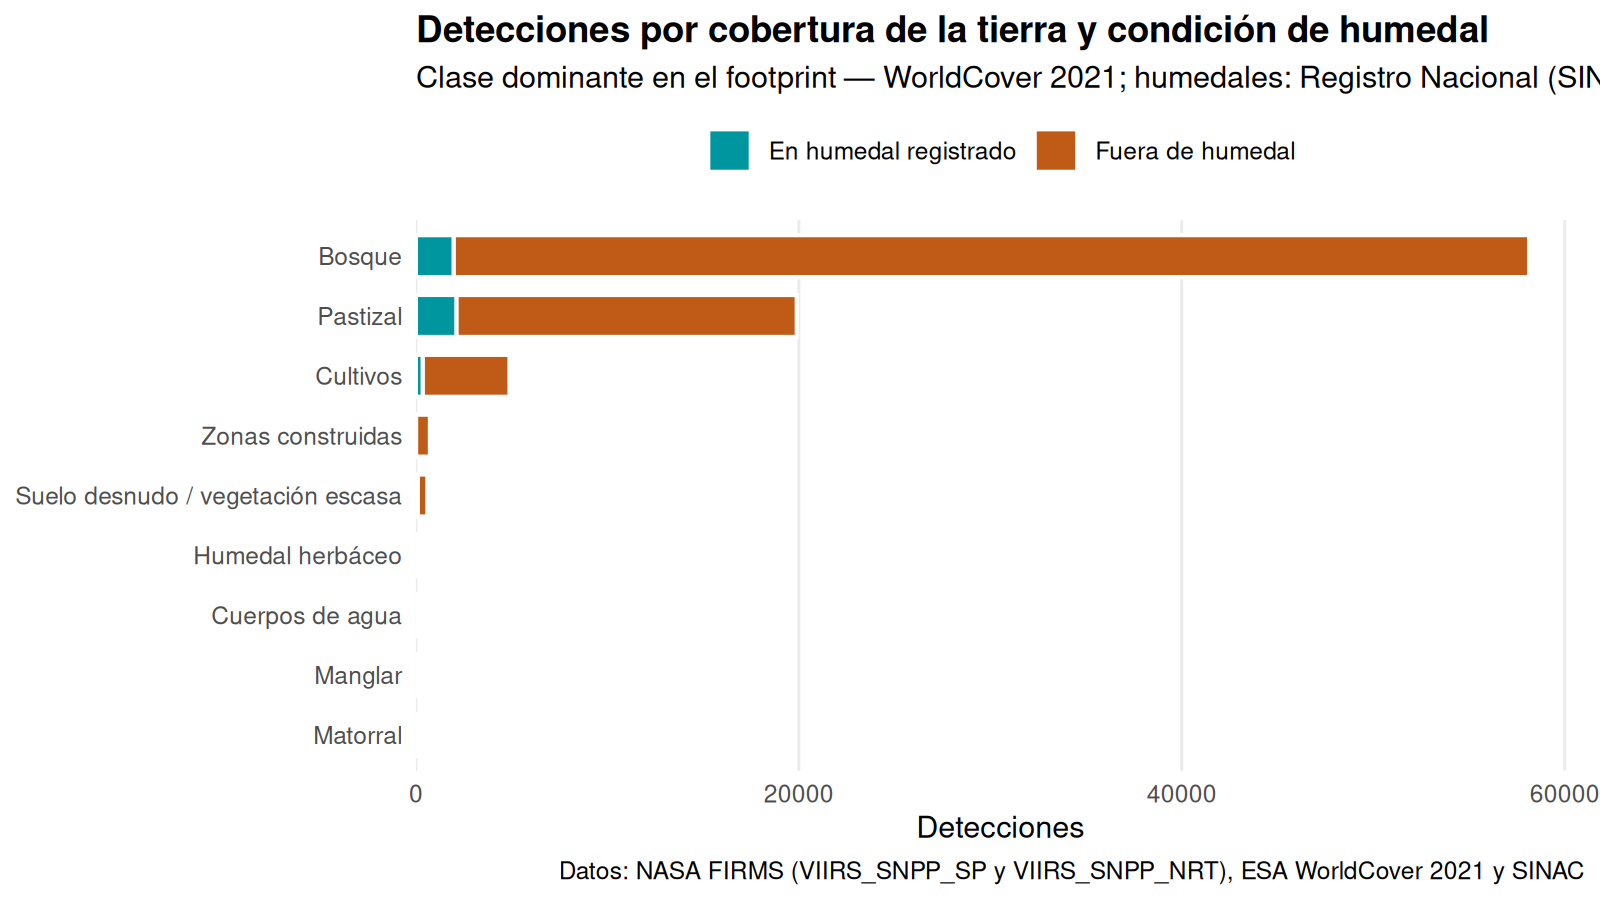 Detecciones por cobertura de la tierra y condición de humedal
Clase dominante en el footprint — WorldCover 2021; humedales: Registro Nacional (SIN
En humedal registrado
Fuera de humedal
Bosque
Pastizal
Cultivos
Zonas construidas
Suelo desnudo / vegetación escasa
Humedal herbáceo
Cuerpos de agua
Manglar
Matorral
0 20000 40000 60000
Detecciones
Datos: NASA FIRMS (VIIRS_SNPP_SP y VIIRS_SNPP_NRT), ESA WorldCover 2021 y SINAC